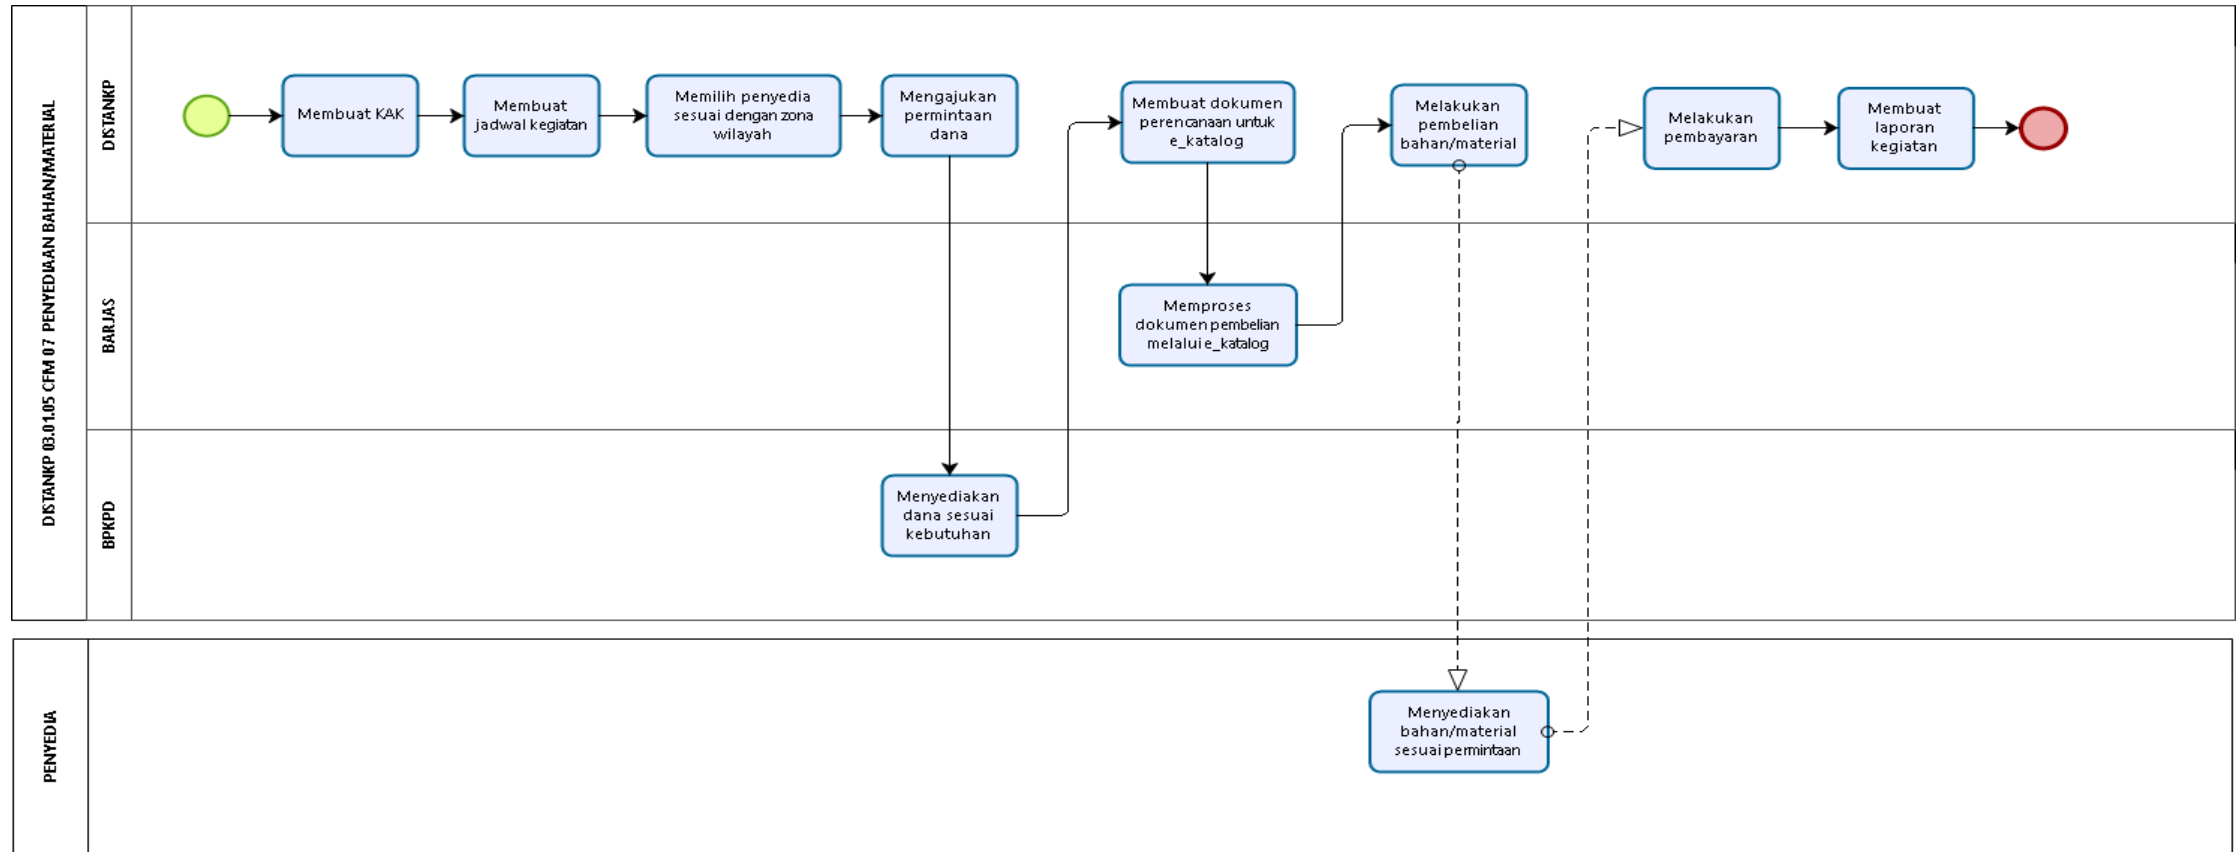 DISTANKP 03.01.05 CFM 07 PENYEDIAAN BAHAN/MATERIAL
DISTANKP
Membuat KAK
Membuat
jadwal kegiatan
Memilih penyedia
sesuai dengan zona
wilayah
Mengajukan
permintaan
dana
Membuat dokumen
perencanaan untuk
e_katalog
Melakukan
pembelian
bahan/material
Melakukan
pembayaran
Membuat
laporan
kegiatan
BARJAS
Memproses
dokumen pembelian
melalui e_katalog
BPKPD
Menyediakan
dana sesuai
kebutuhan
PENYEDIA
Menyediakan
bahan/material
sesuai permintaan